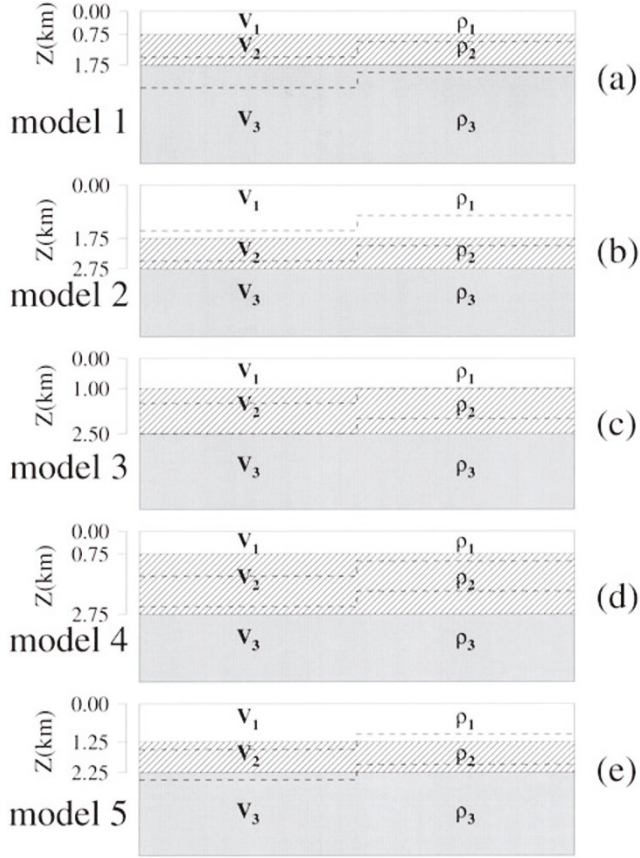 0.00
V1 ρ1
0.75
V2 ρ2
Z(km)
1.75
(a)
model 1
V3 ρ3
0.00
V1 ρ1
Z(km)
1.75
V2 ρ2
(b)
2.75
model 2
V3 ρ3
0.00
V1 ρ1
1.00
Z(km)
V2 ρ2
(c)
2.50
model 3
V3 ρ3
0.00
V1 ρ1
0.75
Z(km)
V2 ρ2
(d)
2.75
model 4
V3 ρ3
0.00
V1 ρ1
Z(km)
1.25
V2 ρ2
2.25
(e)
model 5
V3 ρ3